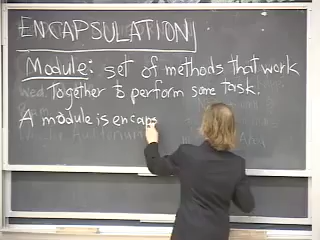 ENCAPSULATION
Module: set of methods that work
Together to perform some task.
A module is encaps